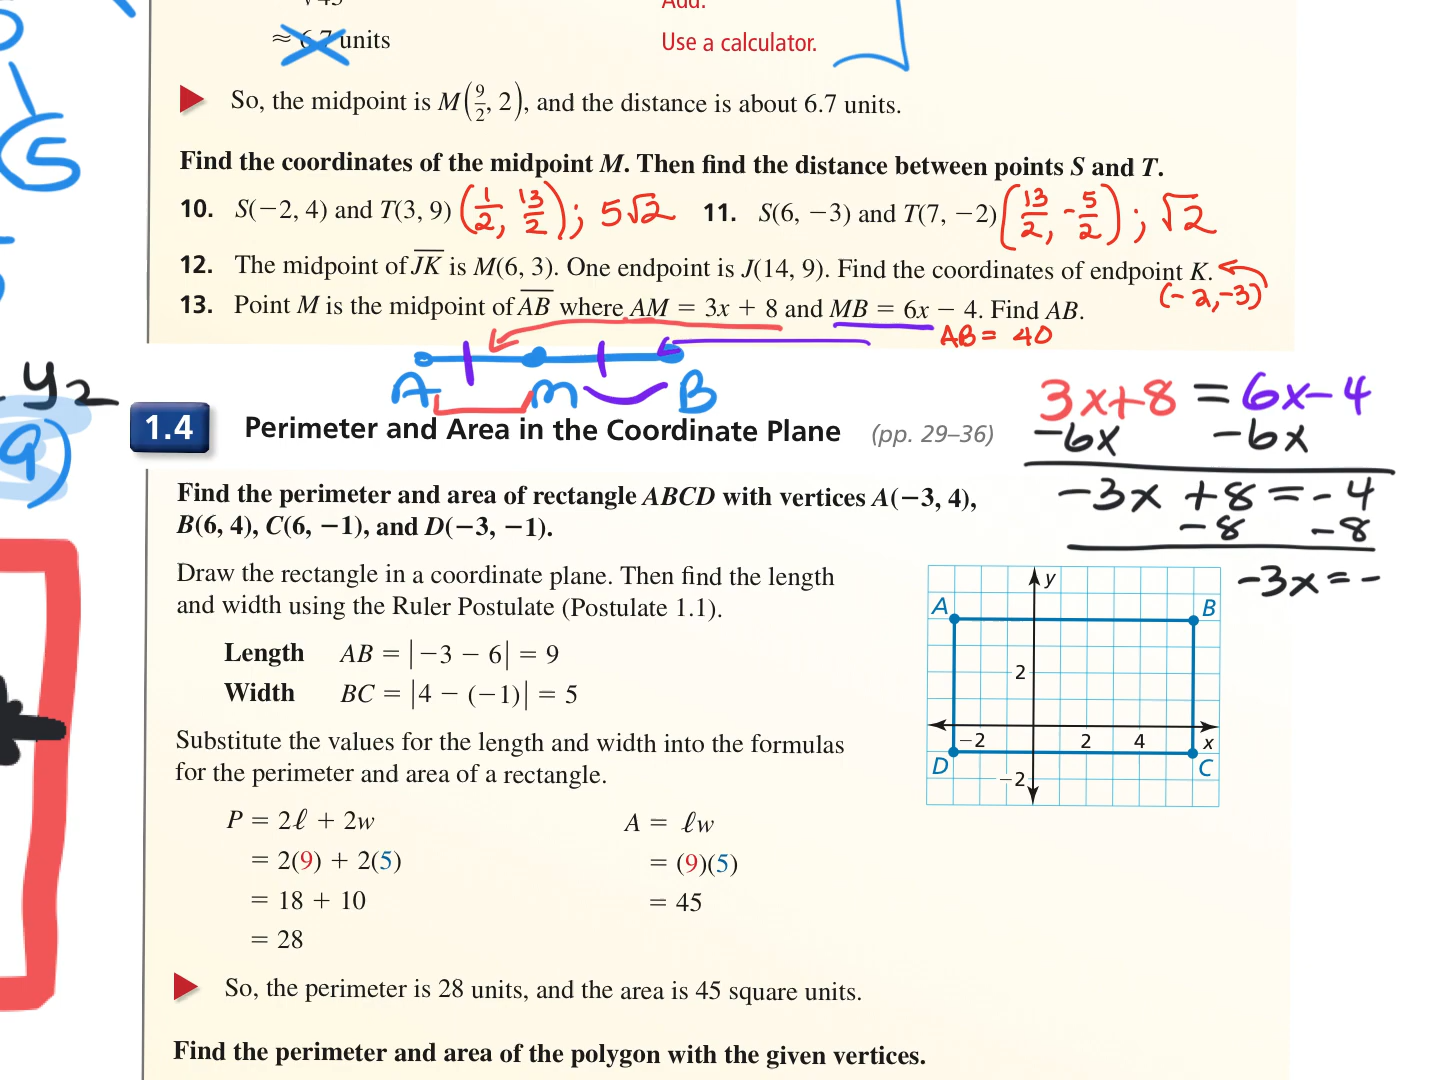 Add.
≈ 6.7 units Use a calculator.
So, the midpoint is M(9/2, 2), and the distance is about 6.7 units.
5
Find the coordinates of the midpoint M. Then find the distance between points S and T.
10. S(−2, 4) and T(3, 9) (1/2, 13/2); 5√2 11. S(6, −3) and T(7, −2) (13/2, -5/2); √2
12. The midpoint of JK is M(6, 3). One endpoint is J(14, 9). Find the coordinates of endpoint K.
(-2,-3)
13. Point M is the midpoint of AB where AM = 3x + 8 and MB = 6x − 4. Find AB.
AB = 40
A m B
y2
9)
3x+8 = 6x-4
-6x -6x
-3x +8 = -4
-8 -8
-3x = -
1.4 Perimeter and Area in the Coordinate Plane (pp. 29–36)
Find the perimeter and area of rectangle ABCD with vertices A(−3, 4),
B(6, 4), C(6, −1), and D(−3, −1).
Draw the rectangle in a coordinate plane. Then find the length
and width using the Ruler Postulate (Postulate 1.1).
Length AB = |−3 − 6| = 9
Width BC = |4 − (−1)| = 5
Substitute the values for the length and width into the formulas
for the perimeter and area of a rectangle.
P = 2ℓ + 2w A = ℓw
= 2(9) + 2(5) = (9)(5)
= 18 + 10 = 45
= 28
y
A B
2
−2 2 4 x
D C
−2
So, the perimeter is 28 units, and the area is 45 square units.
Find the perimeter and area of the polygon with the given vertices.